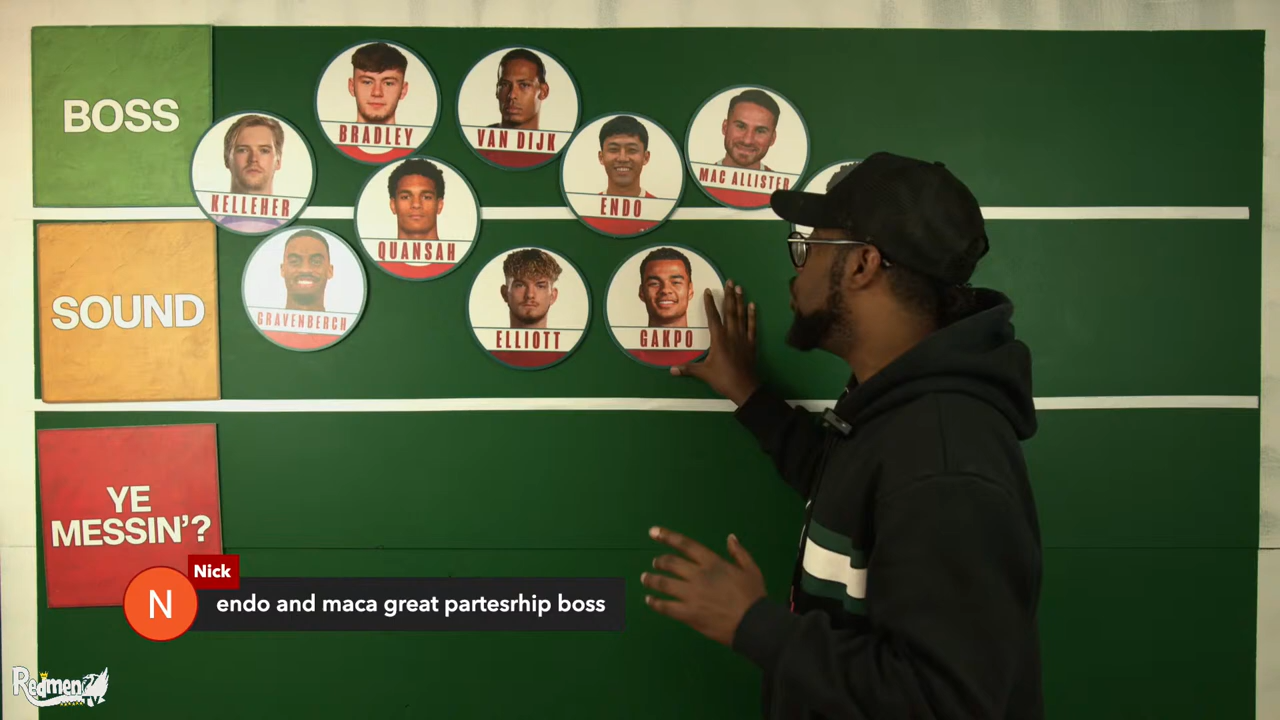 BOSS
BRADLEY
VAN DIJK
MAC ALLISTER
KELLEHER
ENDO
QUANSAH
SOUND
GRAVENBERCH
ELLIOTT
GAKPO
YE
MESSIN'?
Nick
N
endo and maca great partesrhip boss
Redmen
TV